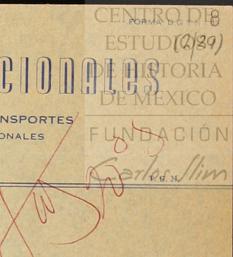 CENTRO DE
FORMA D G T 8
ESTUDIOS
(2/39)
CIONALES
DE HISTORIA
DE MÉXICO
NSPORTES
FUNDACIÓN
ONALES
Carlos Slim
T. G. N.